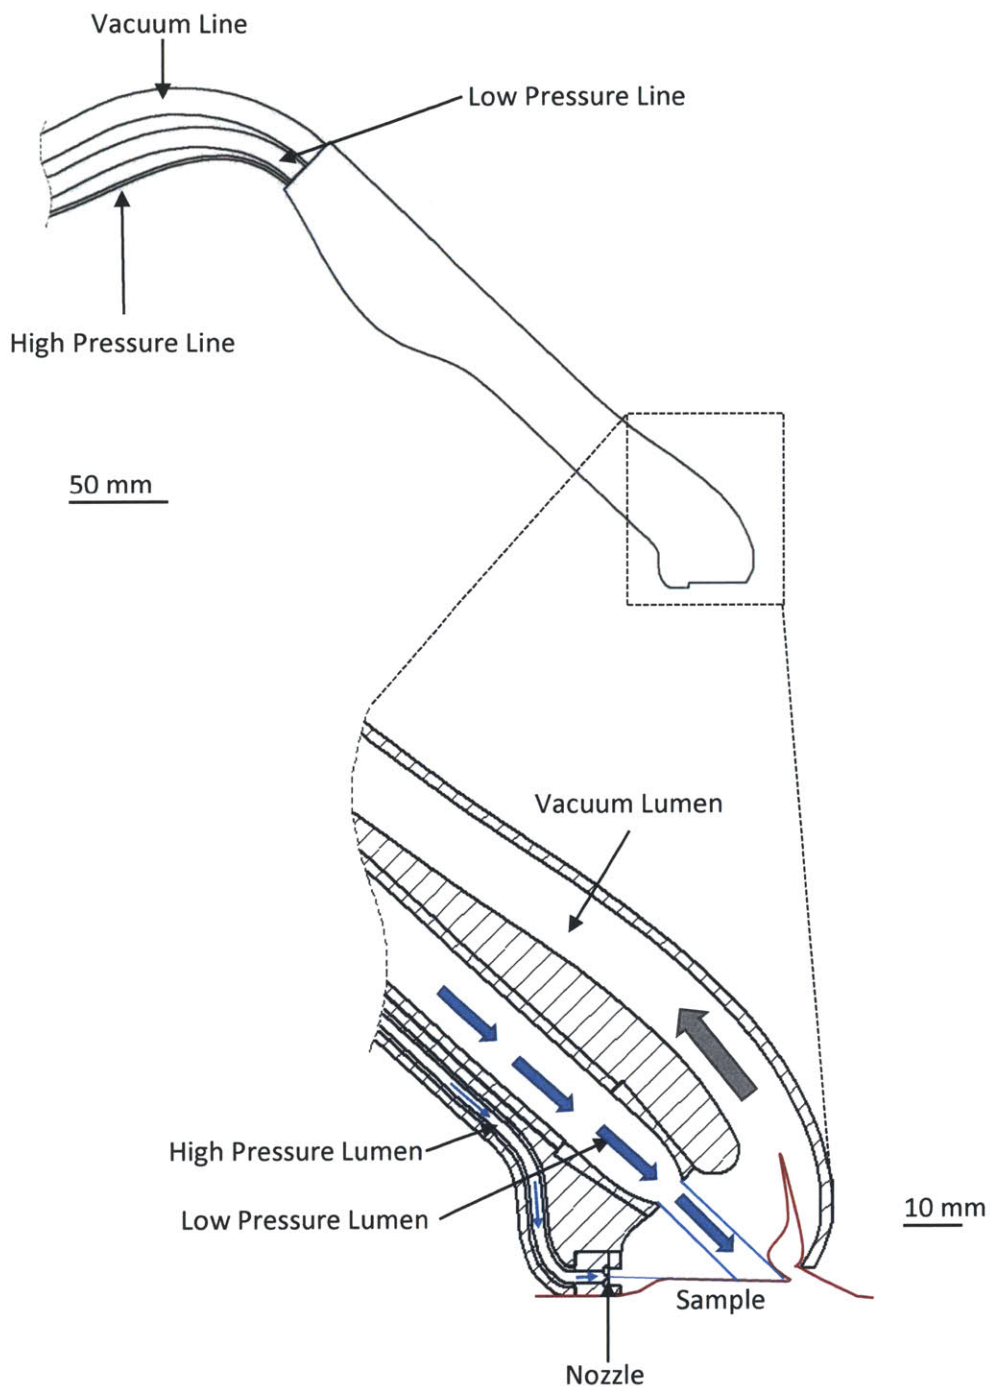 Vacuum Line
Low Pressure Line
High Pressure Line
50 mm
Vacuum Lumen
High Pressure Lumen
Low Pressure Lumen
10 mm
Sample
Nozzle